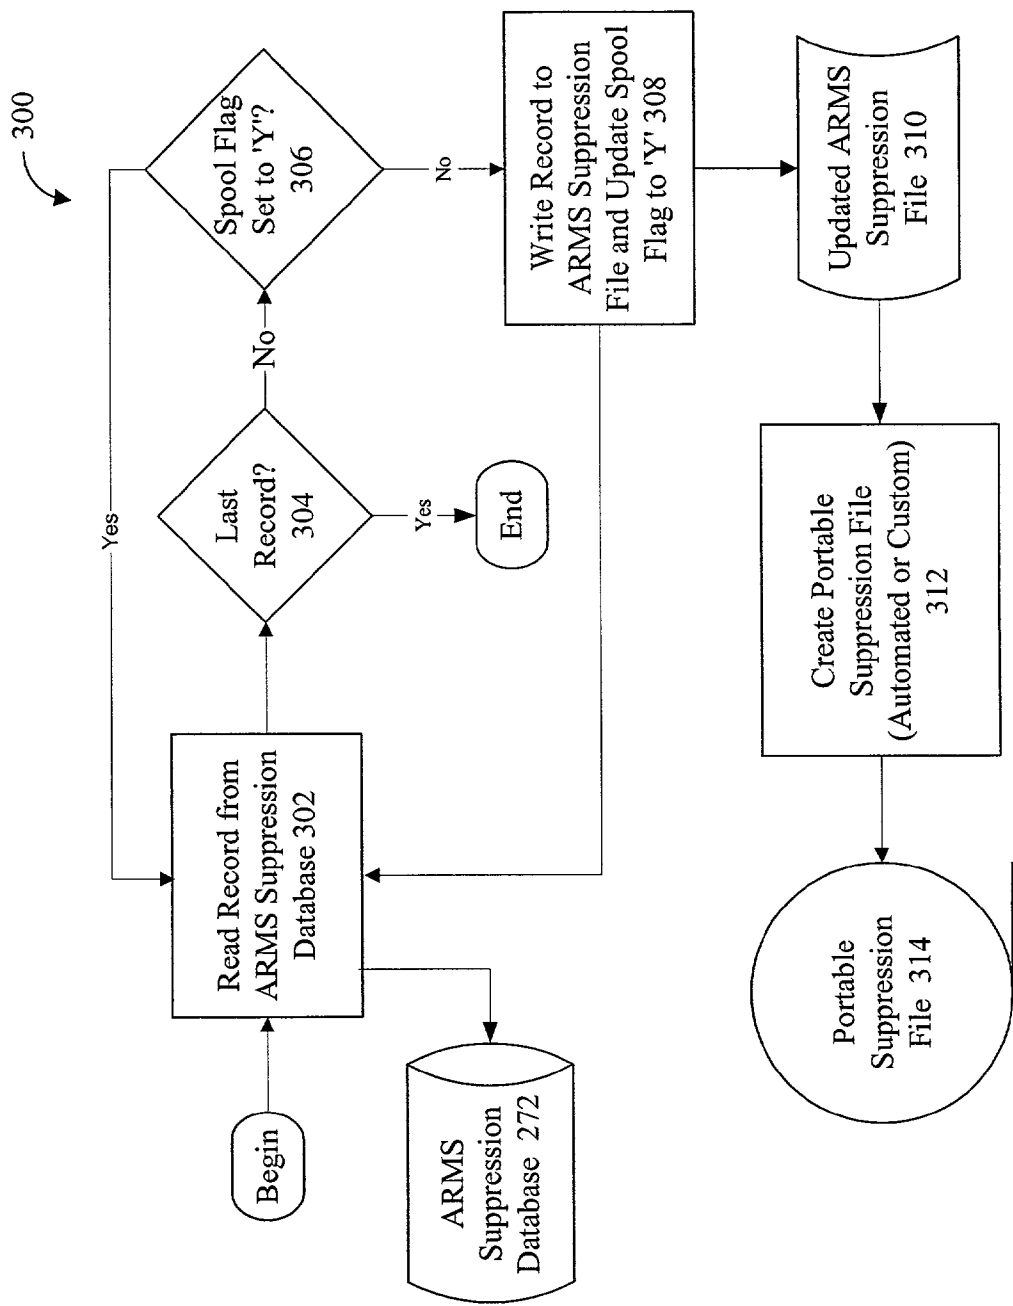 300
Begin
Read Record from
ARMS Suppression
Database 302
ARMS
Suppression
Database 272
Last
Record?
304
Yes
End
No
Spool Flag
Set to 'Y'?
306
Yes
No
Write Record to
ARMS Suppression
File and Update Spool
Flag to 'Y' 308
Updated ARMS
Suppression
File 310
Create Portable
Suppression File
(Automated or Custom)
312
Portable
Suppression
File 314